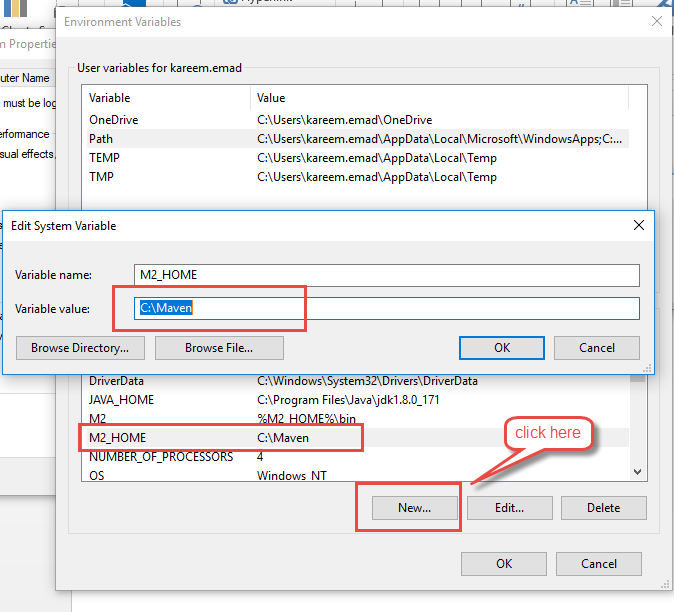 Environment Variables
m Propertie
uter Name
must be log
erformance
sual effects,
User variables for kareem.emad
Variable Value
OneDrive C:\Users\kareem.emad\OneDrive
Path C:\Users\kareem.emad\AppData\Local\Microsoft\WindowsApps;C:...
TEMP C:\Users\kareem.emad\AppData\Local\Temp
TMP C:\Users\kareem.emad\AppData\Local\Temp
Edit System Variable
Variable name: M2_HOME
Variable value: C:\Maven
Browse Directory... Browse File... OK Cancel
DriverData C:\Windows\System32\Drivers\DriverData
JAVA_HOME C:\Program Files\Java\jdk1.8.0_171
M2 %M2_HOME%\bin
M2_HOME C:\Maven
NUMBER_OF_PROCESSORS 4
OS Windows_NT
click here
New... Edit... Delete
OK Cancel